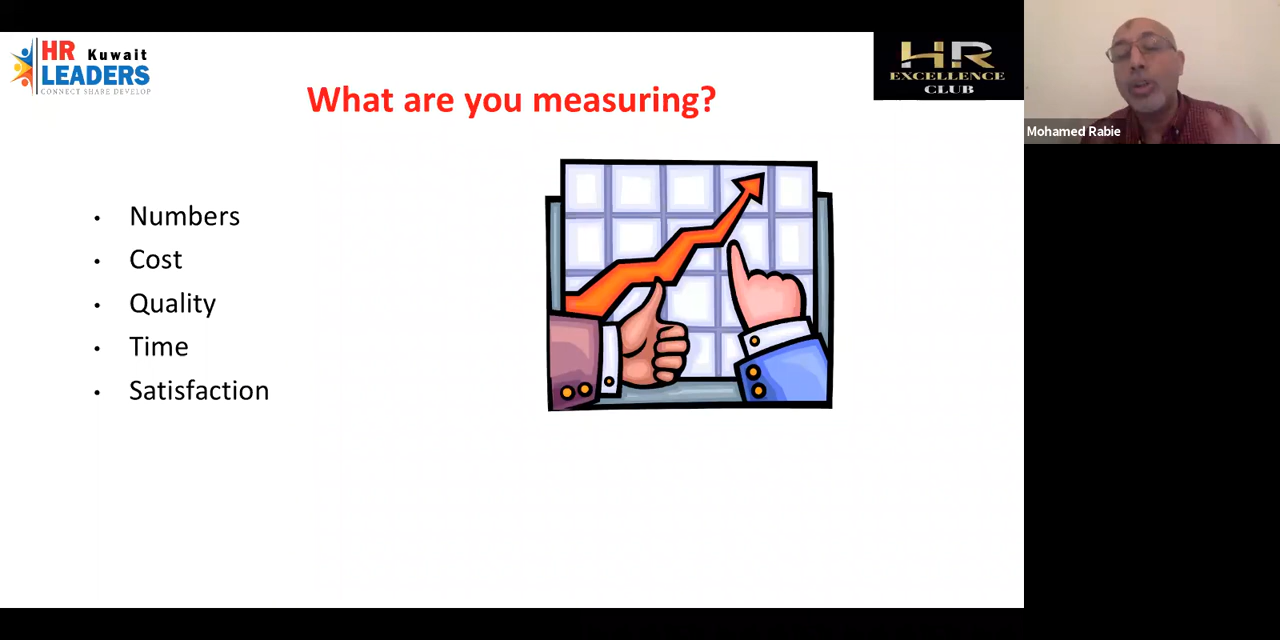 HR Kuwait
LEADERS
CONNECT SHARE DEVELOP
HR
EXCELLENCE
CLUB
What are you measuring?
Mohamed Rabie
• Numbers
• Cost
• Quality
• Time
• Satisfaction